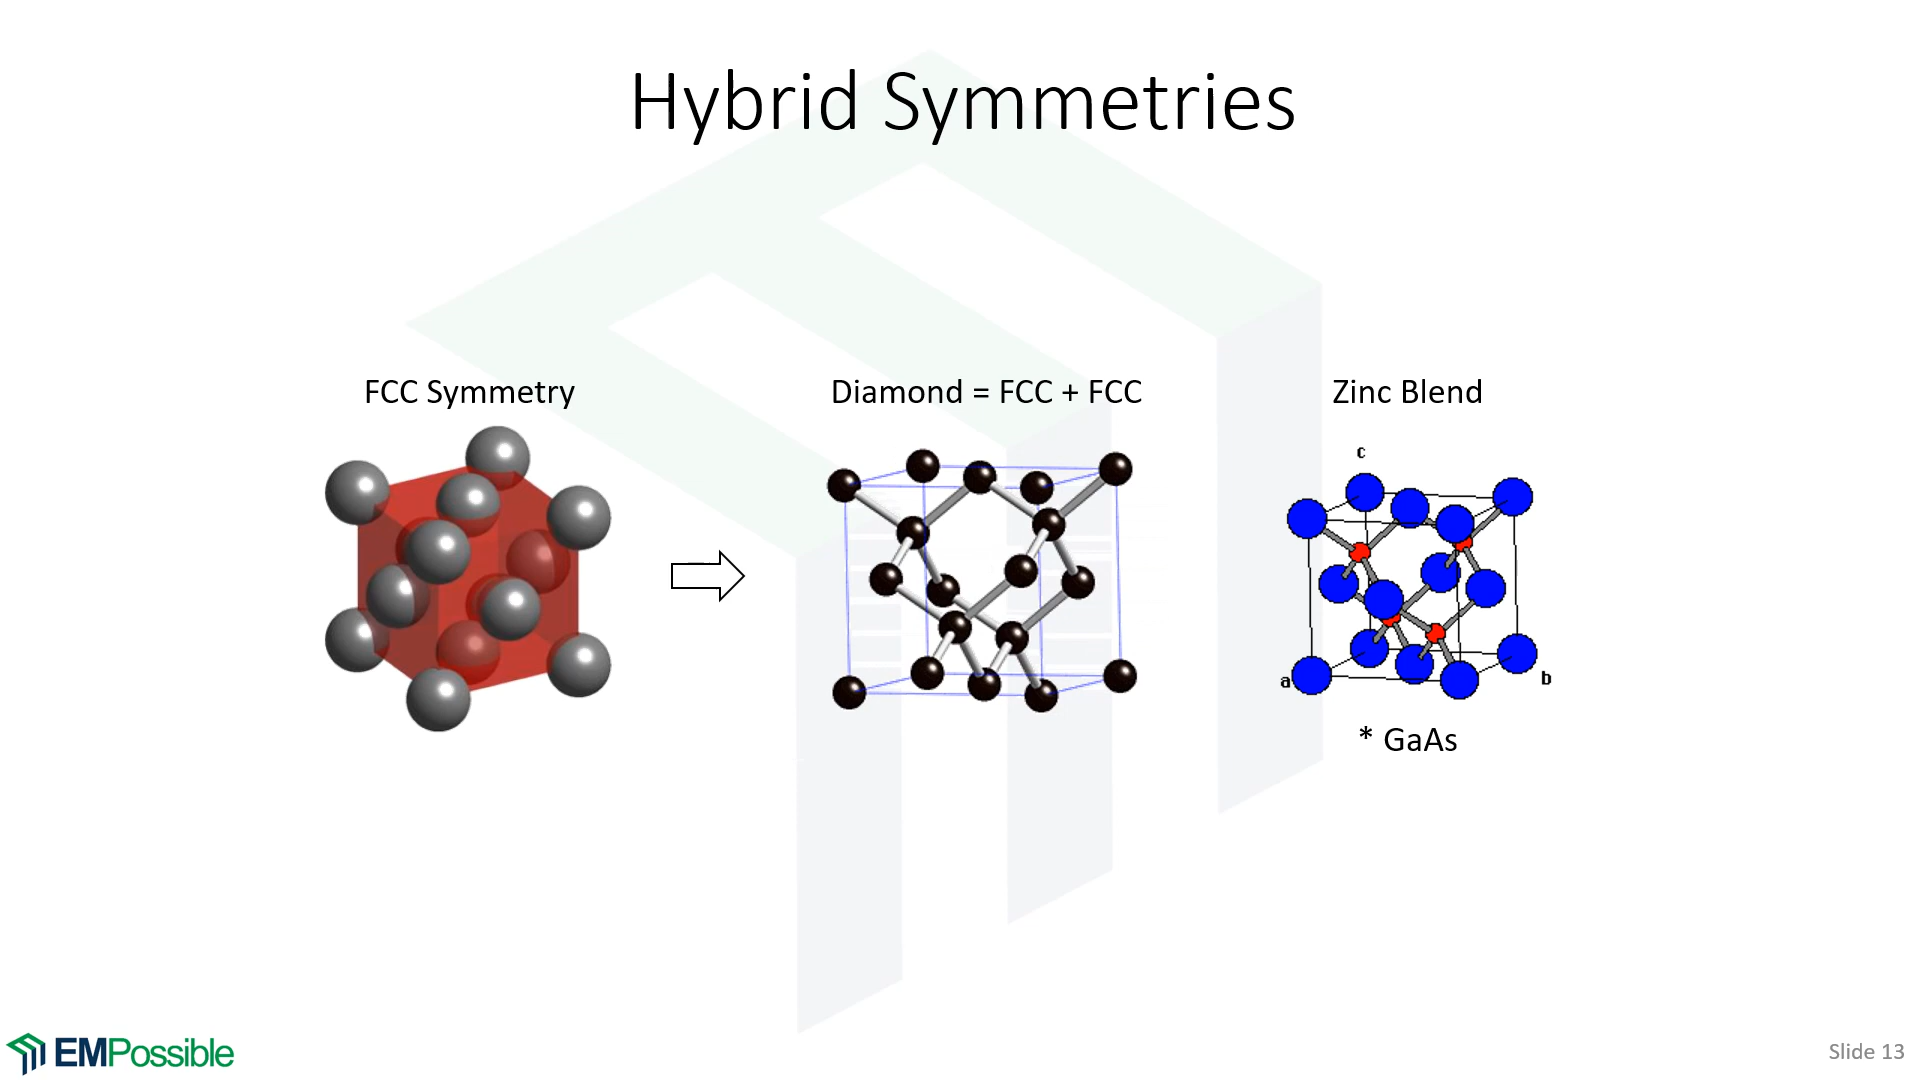 Hybrid Symmetries
FCC Symmetry
Diamond = FCC + FCC
Zinc Blend
c
a
b
* GaAs
EMPossible
Slide 13